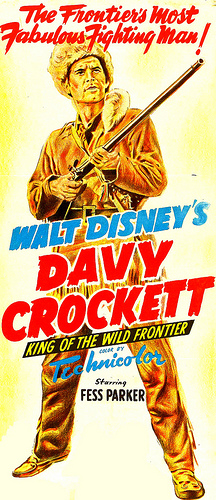 The Frontier's Most
Fabulous Fighting Man!
WALT DISNEY'S
DAVY
CROCKETT
KING OF THE WILD FRONTIER
COLOR BY
Technicolor
Starring
FESS PARKER